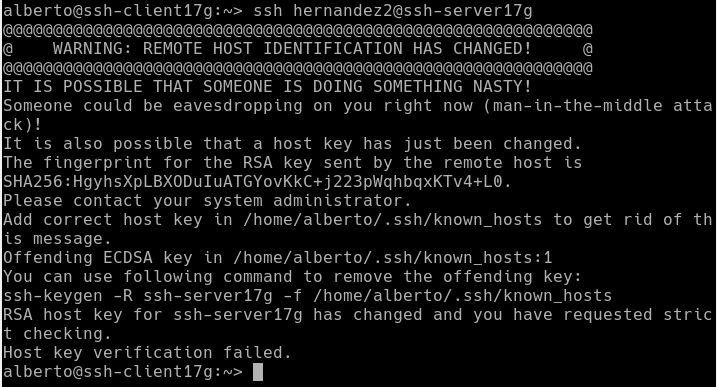 alberto@ssh-client17g:~> ssh hernandez2@ssh-server17g
@@@@@@@@@@@@@@@@@@@@@@@@@@@@@@@@@@@@@@@@@@@@@@@@@@@@@@@@@@@
@    WARNING: REMOTE HOST IDENTIFICATION HAS CHANGED!     @
@@@@@@@@@@@@@@@@@@@@@@@@@@@@@@@@@@@@@@@@@@@@@@@@@@@@@@@@@@@
IT IS POSSIBLE THAT SOMEONE IS DOING SOMETHING NASTY!
Someone could be eavesdropping on you right now (man-in-the-middle atta
ck)!
It is also possible that a host key has just been changed.
The fingerprint for the RSA key sent by the remote host is
SHA256:HgyhsXpLBXODuIuATGYovKkC+j223pWqhbqxKTv4+L0.
Please contact your system administrator.
Add correct host key in /home/alberto/.ssh/known_hosts to get rid of th
is message.
Offending ECDSA key in /home/alberto/.ssh/known_hosts:1
You can use following command to remove the offending key:
ssh-keygen -R ssh-server17g -f /home/alberto/.ssh/known_hosts
RSA host key for ssh-server17g has changed and you have requested stric
t checking.
Host key verification failed.
alberto@ssh-client17g:~>